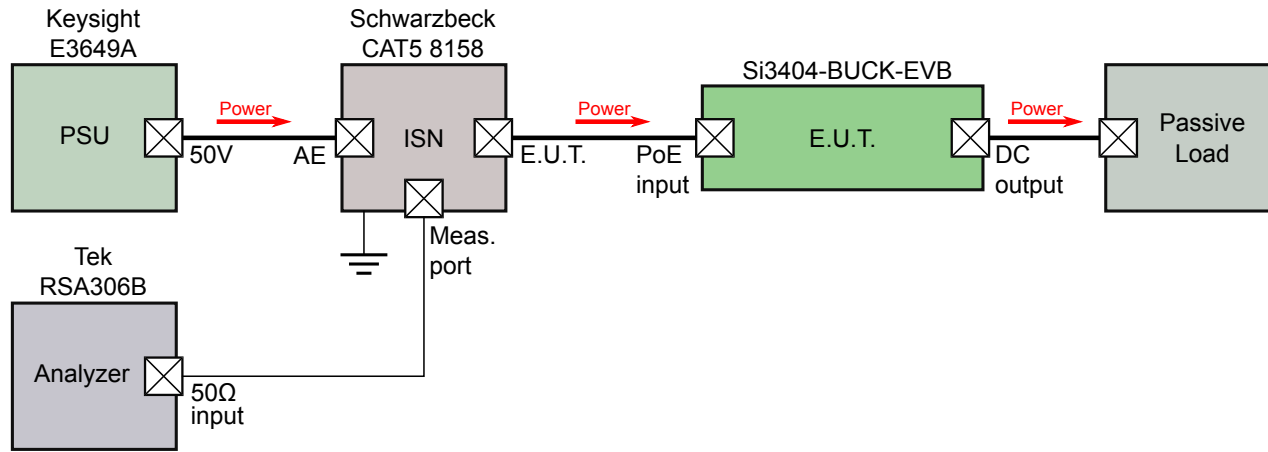 Keysight
E3649A
PSU
50V
Power
Schwarzbeck
CAT5 8158
AE
ISN
E.U.T.
Meas.
port
Power
Si3404-BUCK-EVB
PoE
input
E.U.T.
DC
output
Power
Passive
Load
Tek
RSA306B
Analyzer
50Ω
input